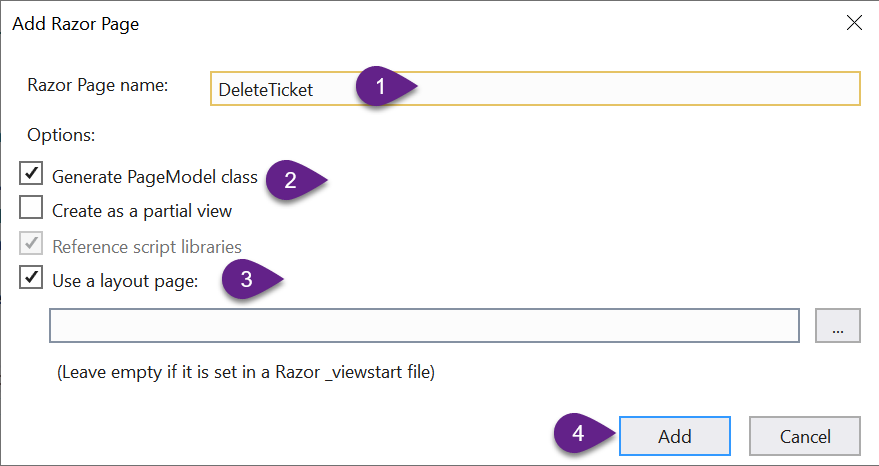 Add Razor Page
Razor Page name: DeleteTicket 1
Options:
Generate PageModel class 2
Create as a partial view
Reference script libraries
Use a layout page: 3
...
(Leave empty if it is set in a Razor _viewstart file)
4 Add Cancel